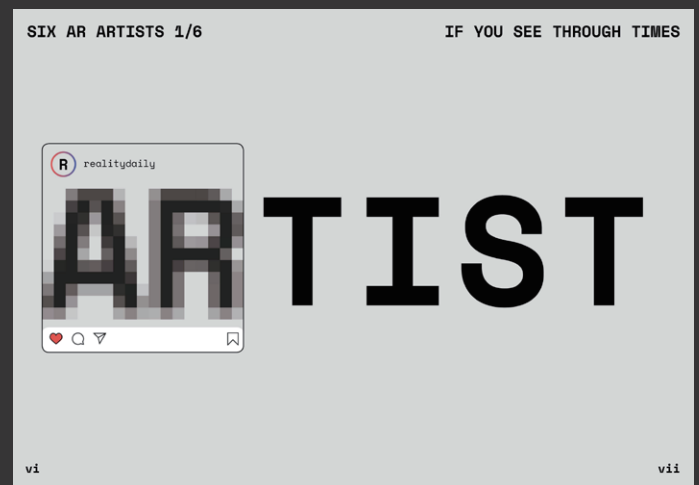 SIX AR ARTISTS 1/6
IF YOU SEE THROUGH TIMES
R realitydaily
ARTIST
vi
vii